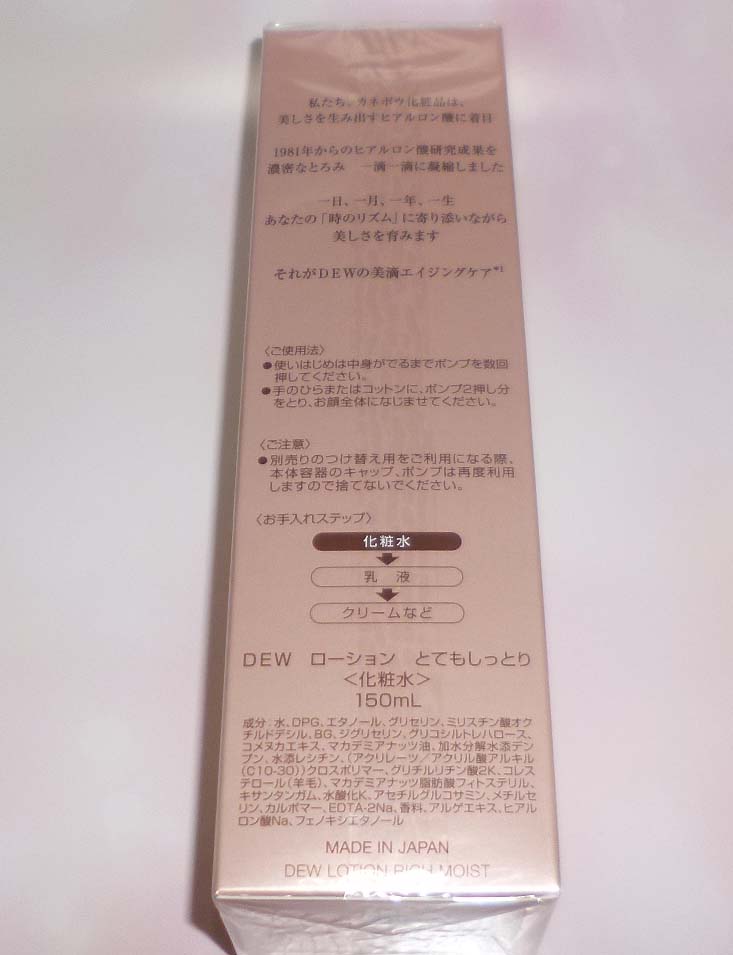 私たち、カネボウ化粧品は、
美しさを生み出すヒアルロン酸に着目
1981年からのヒアルロン酸研究成果を
濃密なとろみ 一滴一滴に凝縮しました
一日、一月、一年、一生
あなたの「時のリズム」に寄り添いながら
美しさを育みます
それがDEWの美滴エイジングケア*1
〈ご使用法〉
●使いはじめは中身がでるまでポンプを数回
押してください。
●手のひらまたはコットンに、ポンプ2押し分
をとり、お顔全体になじませてください。
〈ご注意〉
●別売りのつけ替え用をご利用になる際、
本体容器のキャップ、ポンプは再度利用
しますので捨てないでください。
〈お手入れステップ〉
化粧水
乳 液
クリームなど
DEW ローション とてもしっとり
＜化粧水＞
150mL
成分：水、DPG、エタノール、グリセリン、ミリスチン酸オク
チルドデシル、BG、ジグリセリン、グリコシルトレハロース、
コメヌカエキス、マカデミアナッツ油、加水分解水添デン
プン、水添レシチン、（アクリレーツ／アクリル酸アルキル
（C10-30））クロスポリマー、グリチルリチン酸2K、コレス
テロール（羊毛）、マカデミアナッツ脂肪酸フィトステリル、
キサンタンガム、水酸化K、アセチルグルコサミン、メチルセ
リン、カルボマー、EDTA-2Na、香料、アルゲエキス、ヒアル
ロン酸Na、フェノキシエタノール
MADE IN JAPAN
DEW LOTION RICH MOIST